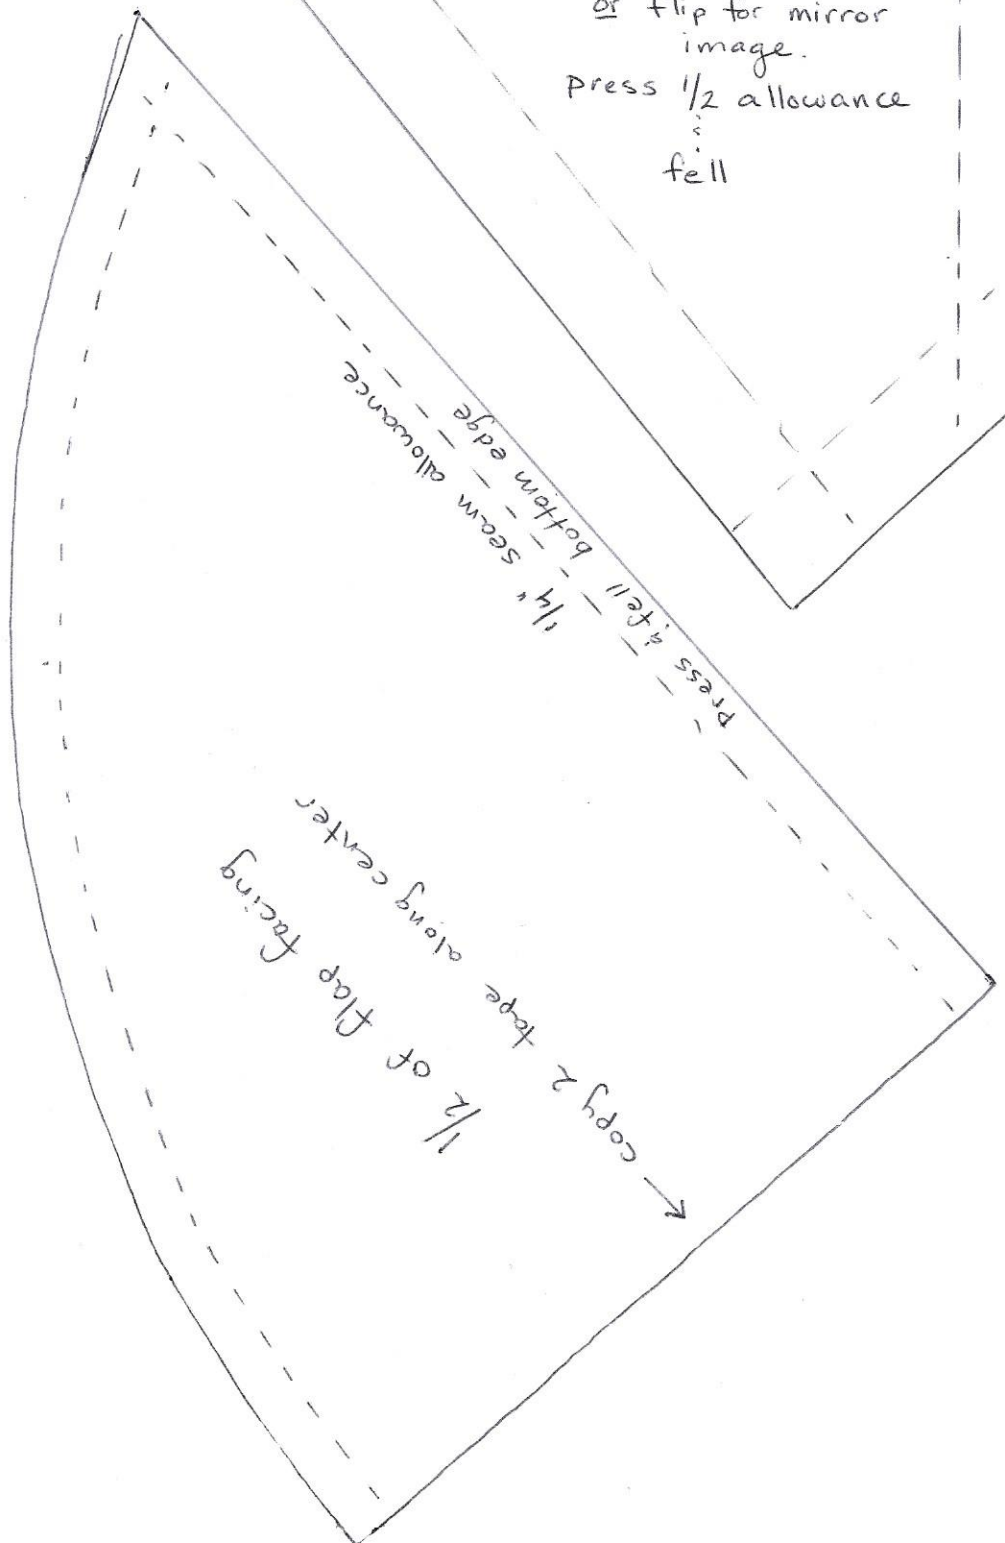 or flip for mirror
image.
press 1/2 allowance
&
fell
1/4" seam allowance
Press & fell bottom edge
1/2 of flap facing
copy 2 tape along center